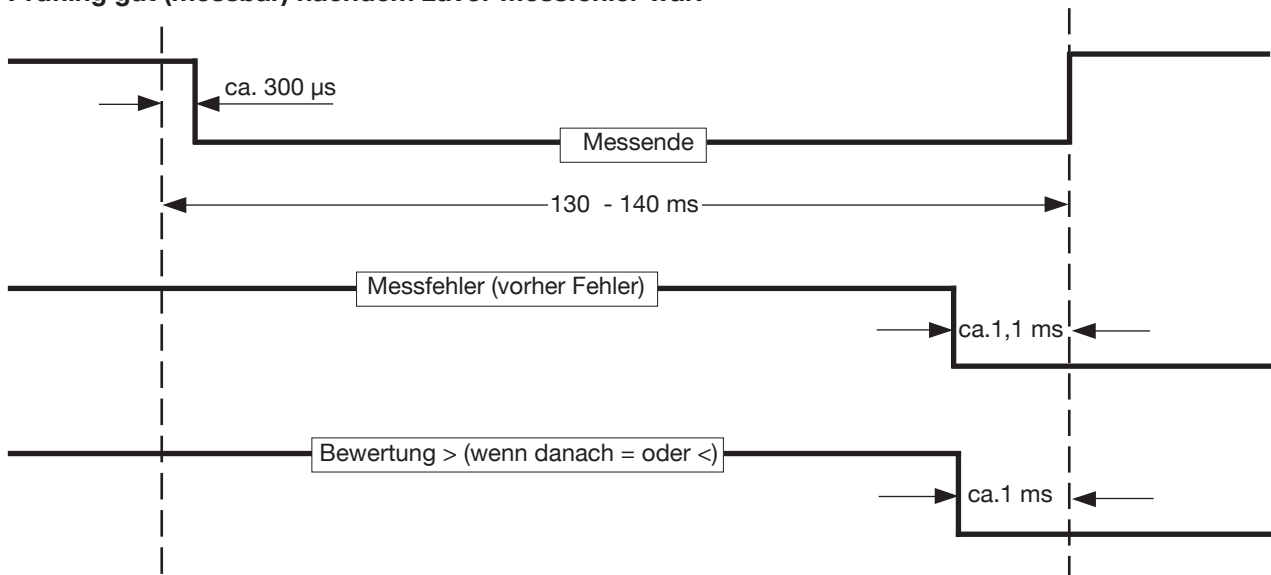 ca. 300 µs
Messende
130 - 140 ms
Messfehler (vorher Fehler)
ca.1,1 ms
Bewertung > (wenn danach = oder <)
ca.1 ms